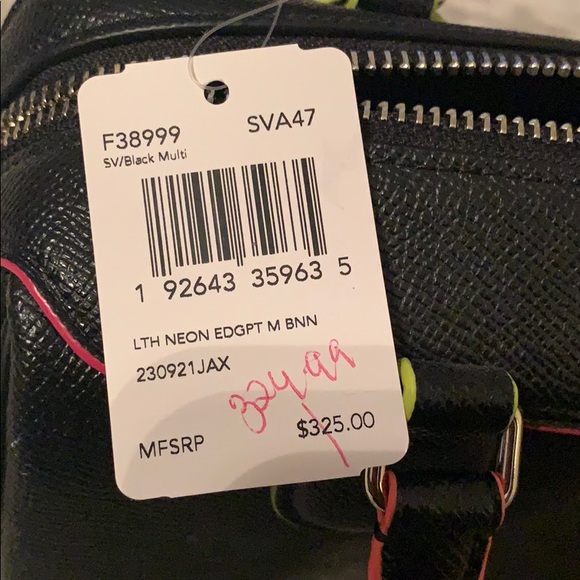 F38999 SVA47
SV/Black Multi
1 92643 35963 5
LTH NEON EDGPT M BNN
230921JAX
324.99
MFSRP $325.00